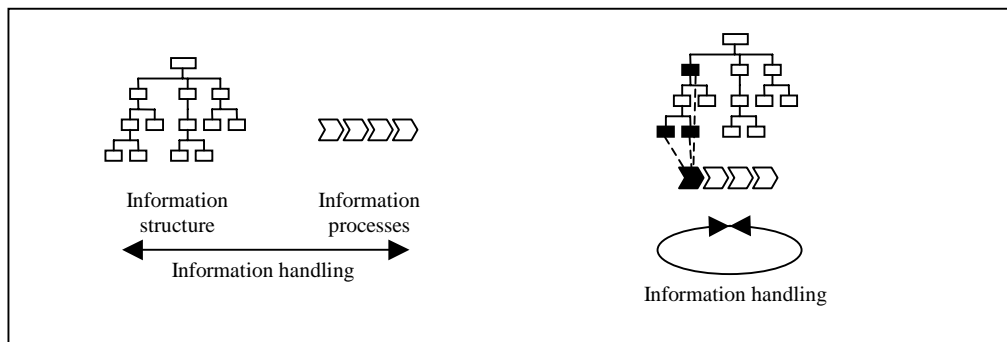 Information
structure
Information
processes
Information handling
Information handling